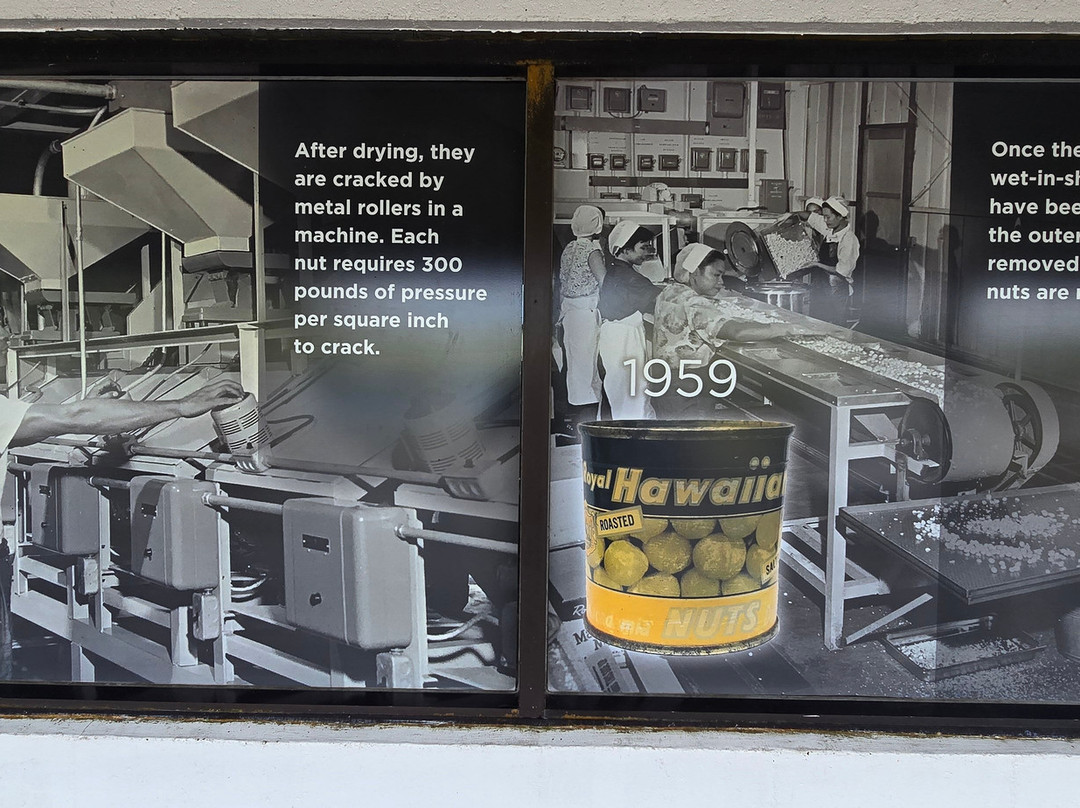 After drying, they
are cracked by
metal rollers in a
machine. Each
nut requires 300
pounds of pressure
per square inch
to crack.
1959
Royal Hawaiian
ROASTED
NUTS
Once the
wet-in-sh
have bee
the outer
removed
nuts are